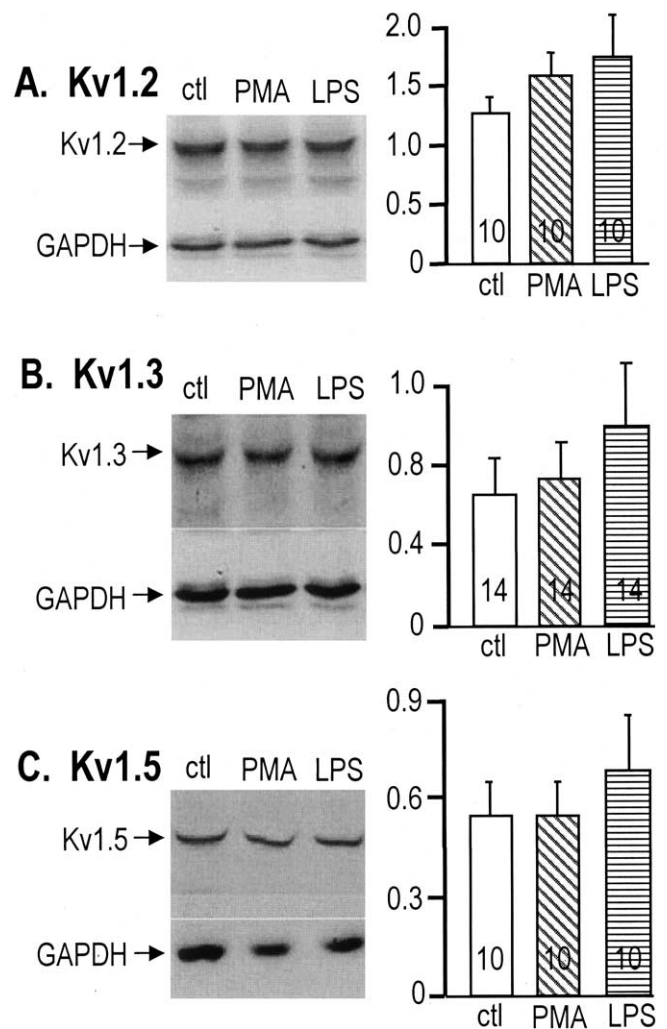 A. Kv1.2
ctl PMA LPS
Kv1.2
GAPDH
2.0
1.5
1.0
0.5
0
10 10 10
ctl PMA LPS
B. Kv1.3
ctl PMA LPS
Kv1.3
GAPDH
1.0
0.8
0.4
0
14 14 14
ctl PMA LPS
C. Kv1.5
ctl PMA LPS
Kv1.5
GAPDH
0.9
0.6
0.3
0.0
10 10 10
ctl PMA LPS